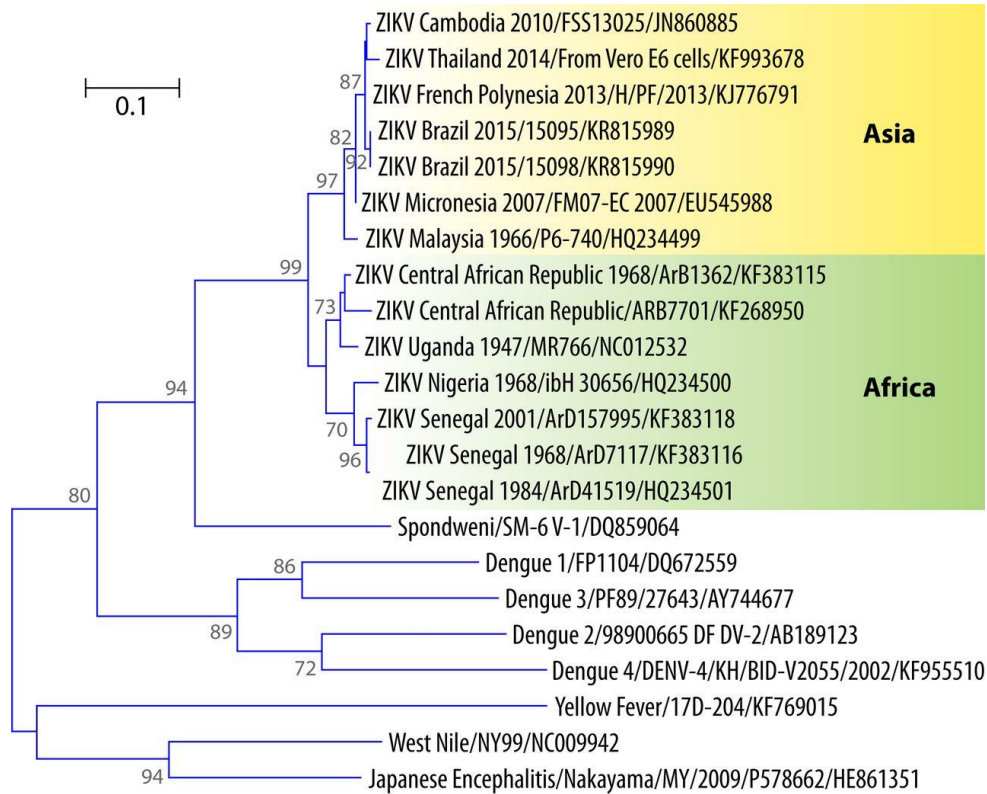 ZIKV Cambodia 2010/FSS13025/JN860885
ZIKV Thailand 2014/From Vero E6 cells/KF993678
87
ZIKV French Polynesia 2013/H/PF/2013/KJ776791
0.1
ZIKV Brazil 2015/15095/KR815989
Asia
82
92
ZIKV Brazil 2015/15098/KR815990
97
ZIKV Micronesia 2007/FM07-EC 2007/EU545988
ZIKV Malaysia 1966/P6-740/HQ234499
99
ZIKV Central African Republic 1968/ArB1362/KF383115
73
ZIKV Central African Republic/ARB7701/KF268950
ZIKV Uganda 1947/MR766/NC012532
94
ZIKV Nigeria 1968/ibH 30656/HQ234500
Africa
ZIKV Senegal 2001/ArD157995/KF383118
70
ZIKV Senegal 1968/ArD7117/KF383116
96
ZIKV Senegal 1984/ArD41519/HQ234501
80
Spondweni/SM-6 V-1/DQ859064
86
Dengue 1/FP1104/DQ672559
Dengue 3/PF89/27643/AY744677
89
Dengue 2/98900665 DF DV-2/AB189123
72
Dengue 4/DENV-4/KH/BID-V2055/2002/KF955510
Yellow Fever/17D-204/KF769015
West Nile/NY99/NC009942
94
Japanese Encephalitis/Nakayama/MY/2009/P578662/HE861351